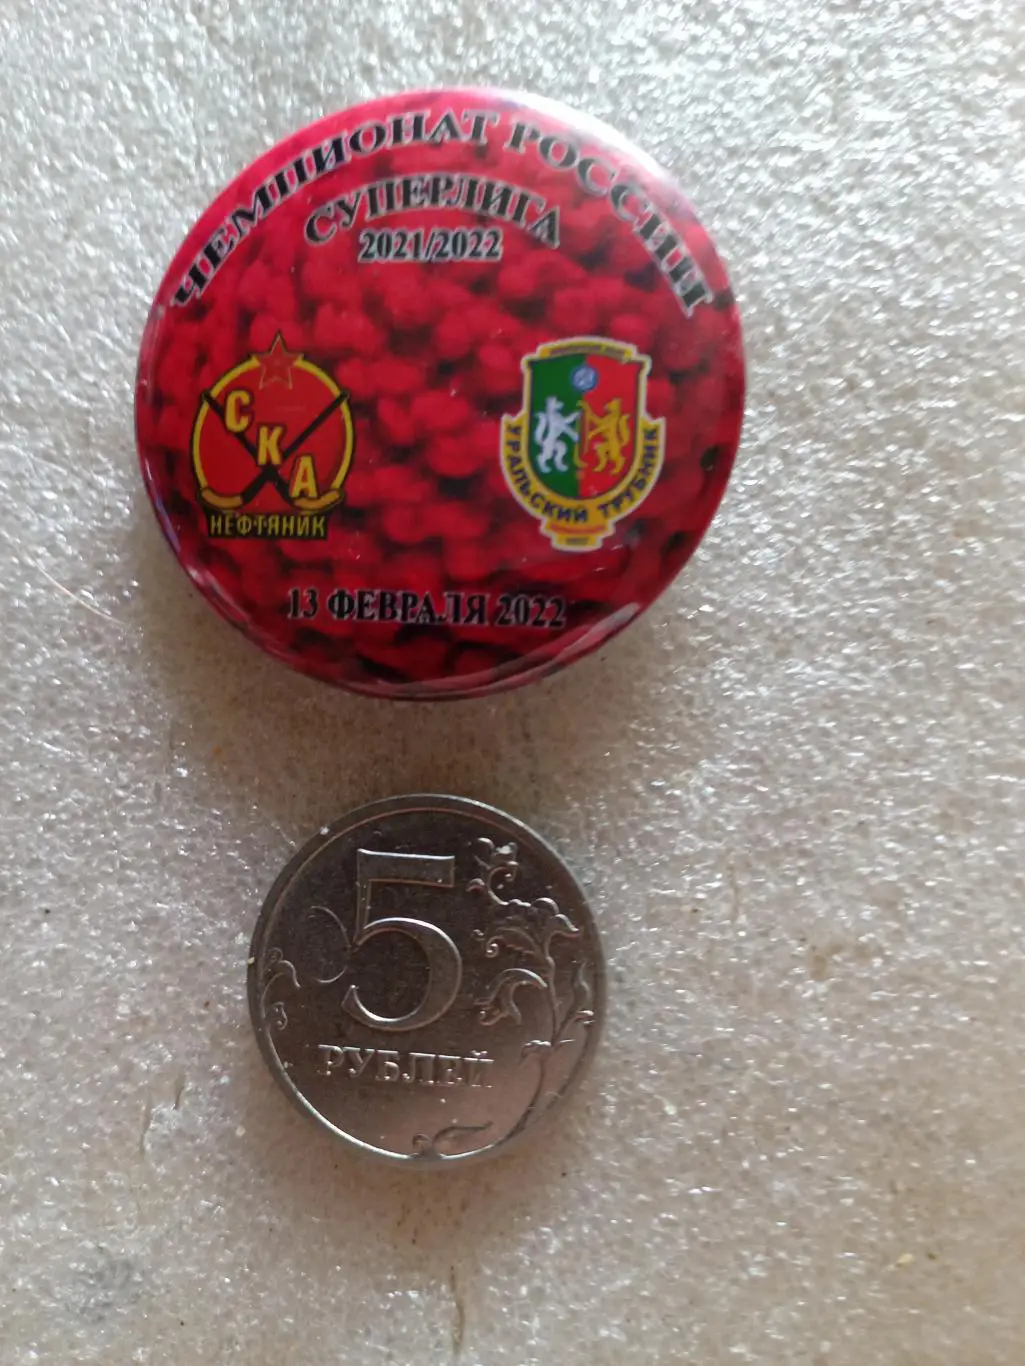 ЧЕМПИОНАТ РОССИИ
СУПЕРЛИГА
2021/2022
СКА
НЕФТЯНИК
УРАЛЬСКИЙ ТРУБНИК
13 ФЕВРАЛЯ 2022
5
РУБЛЕЙ